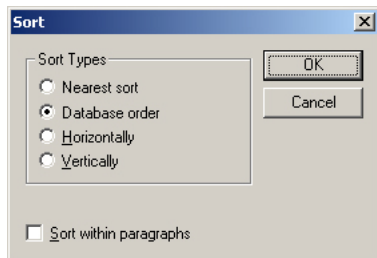 Sort
Sort Types
Nearest sort
Database order
Horizontally
Vertically
OK
Cancel
Sort within paragraphs